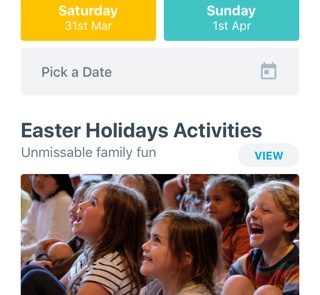 Saturday
31st Mar
Sunday
1st Apr
Pick a Date
Easter Holidays Activities
Unmissable family fun
VIEW